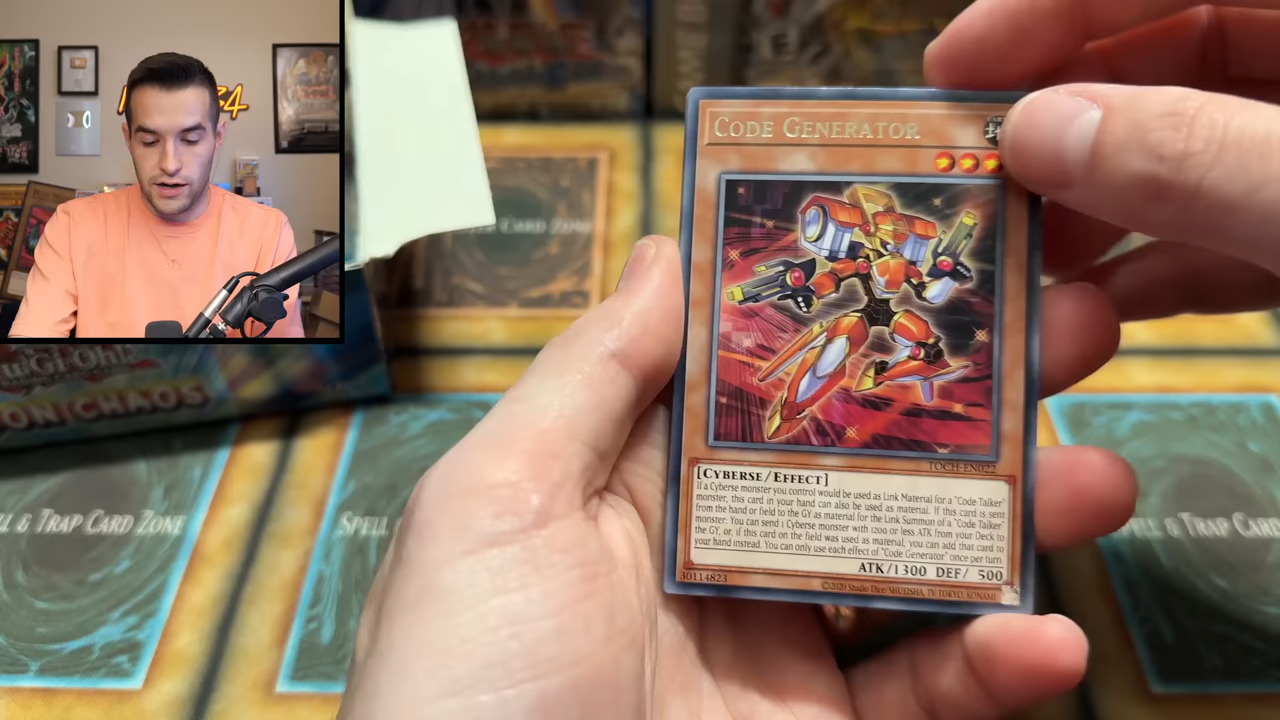 CODE GENERATOR
TOCH-EN022
[CYBERSE/EFFECT]
If a Cyberse monster you control would be used as Link Material for a "Code Talker"
monster, this card in your hand can also be used as material. If this card is sent
from the hand or field to the GY as material for the Link Summon of a "Code Talker"
monster: You can send 1 Cyberse monster with 1200 or less ATK from your Deck to
the GY, or, if this card on the field was used as material, you can add that card to
your hand instead. You can only use each effect of "Code Generator" once per turn
ATK/1300 DEF/ 500
30114823
©2020 Studio Dice/SHUEISHA, TV TOKYO, KONAMI
Yu-Gi-Oh!
ON CHAOS
CARD ZONE
LL & TRAP CARD ZONE
SPELL
& TRAP CARD